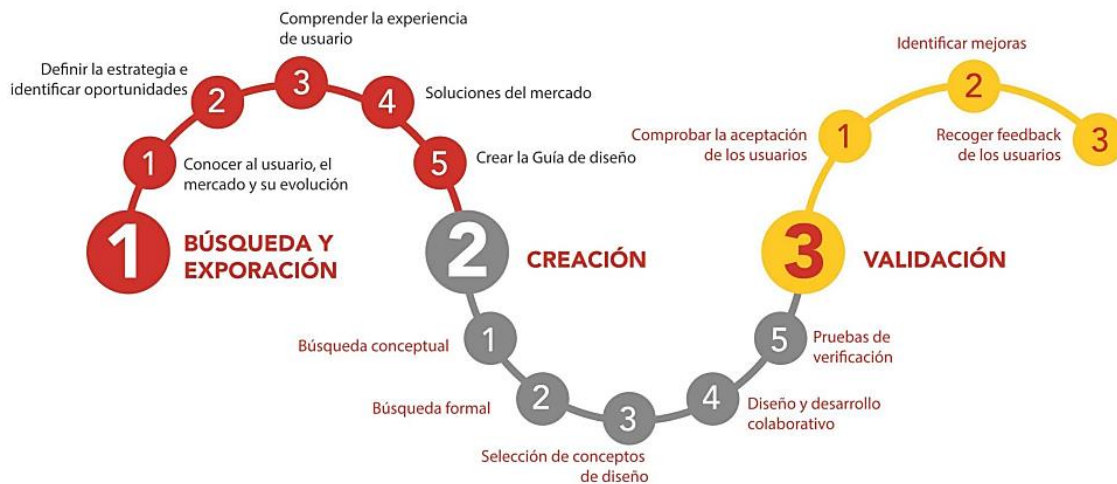 1
BÚSQUEDA Y
EXPORACIÓN
1
Conocer al usuario, el
mercado y su evolución
2
Definir la estrategia e
identificar oportunidades
3
Comprender la experiencia
de usuario
4
Soluciones del mercado
5
Crear la Guía de diseño
2
CREACIÓN
1
Búsqueda conceptual
2
Búsqueda formal
3
Selección de conceptos
de diseño
4
Diseño y desarrollo
colaborativo
5
Pruebas de
verificación
3
VALIDACIÓN
1
Comprobar la aceptación
de los usuarios
2
Identificar mejoras
3
Recoger feedback
de los usuarios